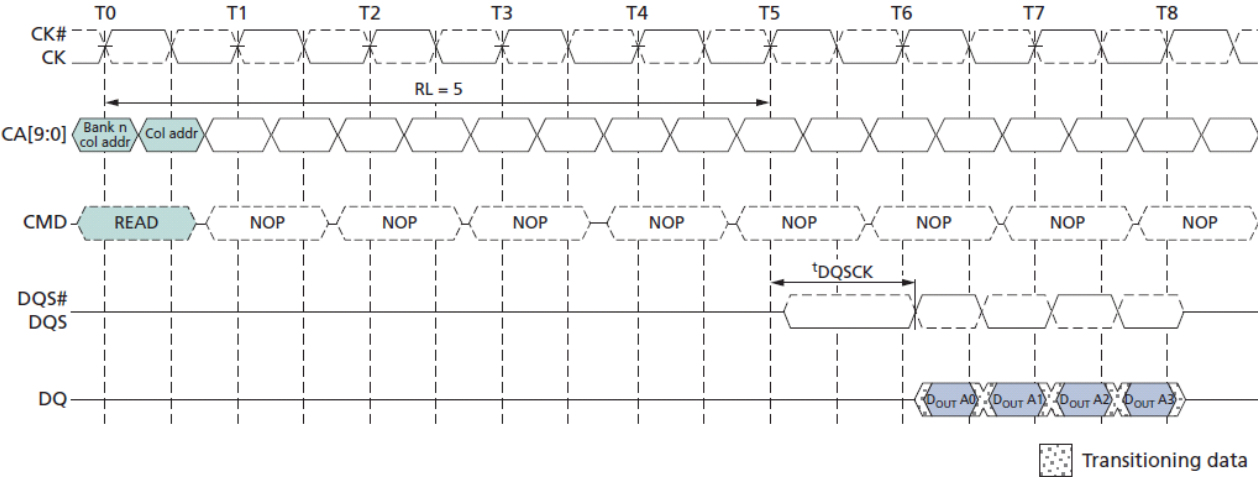 T0 T1 T2 T3 T4 T5 T6 T7 T8
CK#
CK
RL = 5
CA[9:0] Bank n col addr Col addr
CMD READ NOP NOP NOP NOP NOP NOP NOP NOP
tDQSCK
DQS#
DQS
DQ DOUT A0 DOUT A1 DOUT A2 DOUT A3
Transitioning data